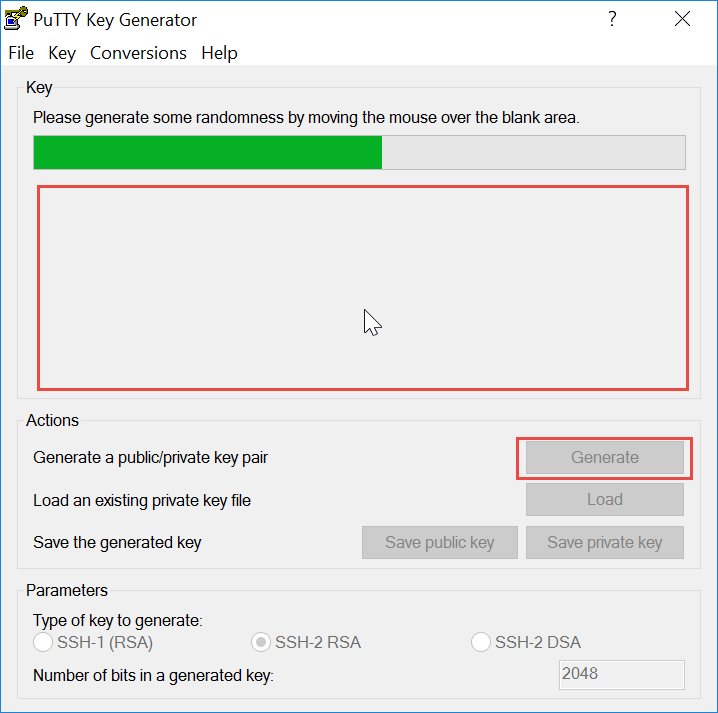 PuTTY Key Generator
?
File Key Conversions Help
Key
Please generate some randomness by moving the mouse over the blank area.
Actions
Generate a public/private key pair
Generate
Load an existing private key file
Load
Save the generated key
Save public key
Save private key
Parameters
Type of key to generate:
SSH-1 (RSA) SSH-2 RSA SSH-2 DSA
Number of bits in a generated key:
2048